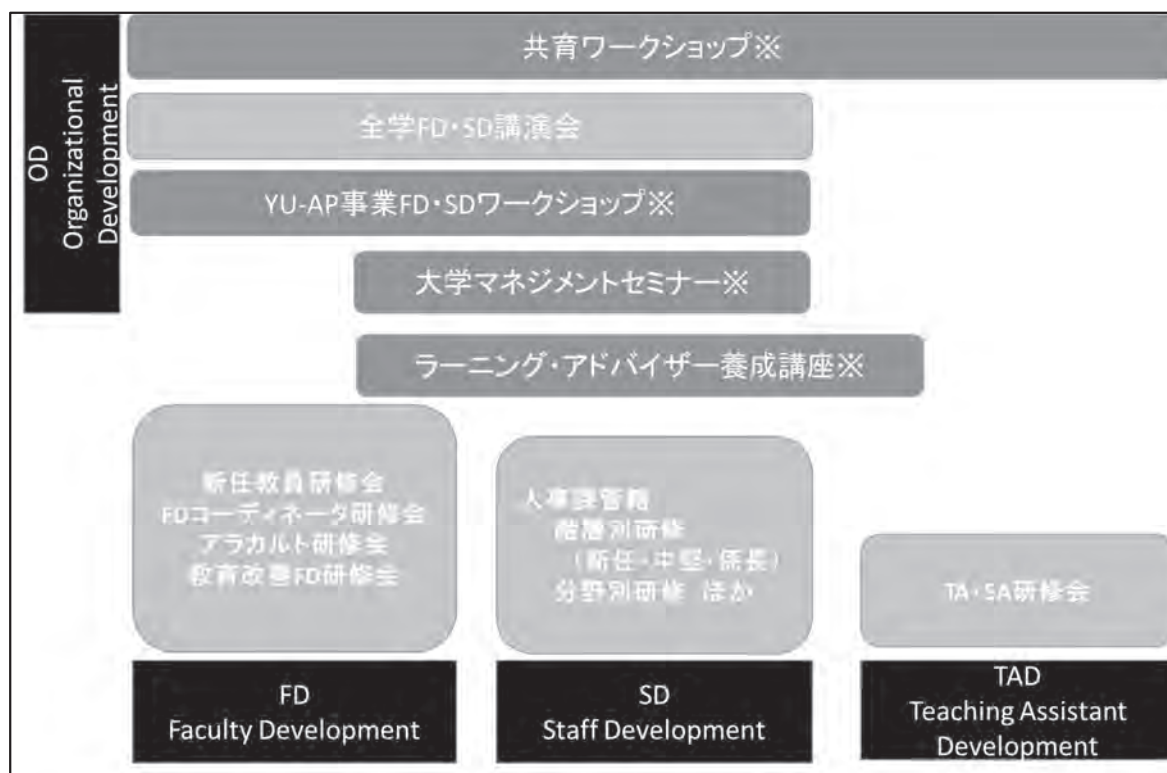 OD
Organizational
Development
共育ワークショップ※
全学FD・SD講演会
YU-AP事業FD・SDワークショップ※
大学マネジメントセミナー※
ラーニング・アドバイザー養成講座※
新任教員研修会
FDコーディネータ研修会
アラカルト研修会
教育改善FD研修会
人事課管轄
階層別研修
（新任・中堅・係長）
分野別研修 ほか
TA・SA研修会
FD
Faculty Development
SD
Staff Development
TAD
Teaching Assistant
Development